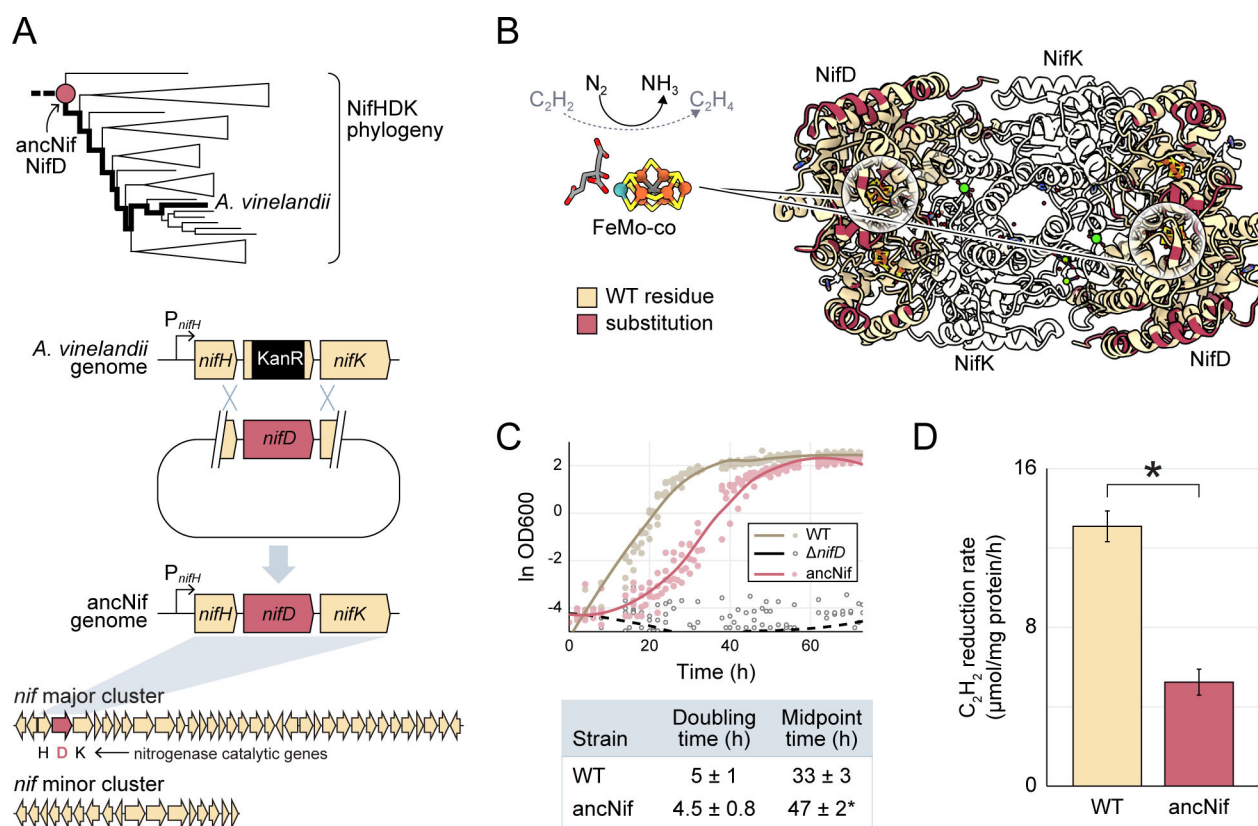 A
NifHDK
phylogeny
ancNif
NifD
A. vinelandii
PnifH
A. vinelandii
genome
nifH
KanR
nifK
nifD
PnifH
ancNif
genome
nifH
nifD
nifK
nif major cluster
H D K ← nitrogenase catalytic genes
nif minor cluster
B
N₂ NH₃
C₂H₂ C₂H₄
FeMo-co
WT residue
substitution
NifD
NifK
NifK
NifD
C
ln OD600
2
0
-2
-4
0 20 40 60
Time (h)
WT
ΔnifD
ancNif
Strain Doubling time (h) Midpoint time (h)
WT 5 ± 1 33 ± 3
ancNif 4.5 ± 0.8 47 ± 2*
D
C₂H₂ reduction rate
(µmol/mg protein/h)
16
8
0
*
WT ancNif